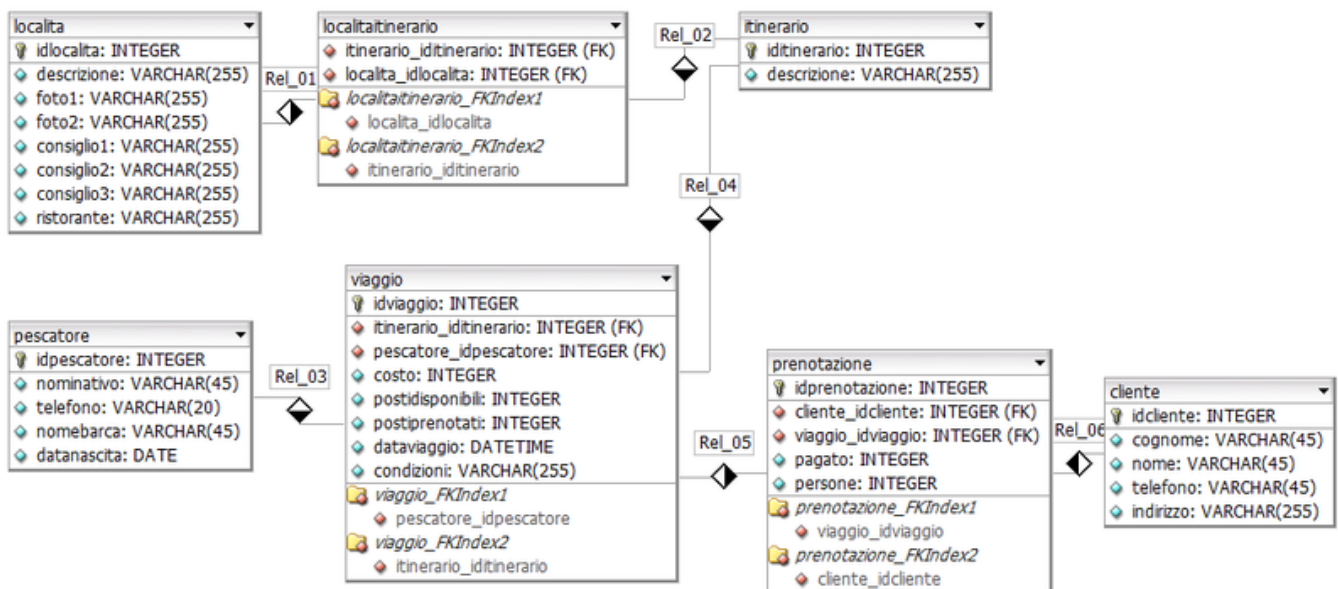 localita
idlocalita: INTEGER
descrizione: VARCHAR(255)
foto1: VARCHAR(255)
foto2: VARCHAR(255)
consiglio1: VARCHAR(255)
consiglio2: VARCHAR(255)
consiglio3: VARCHAR(255)
ristorante: VARCHAR(255)
Rel_01
localitaitinerario
itinerario_iditinerario: INTEGER (FK)
localita_idlocalita: INTEGER (FK)
localitaitinerario_FKIndex1
localita_idlocalita
localitaitinerario_FKIndex2
itinerario_iditinerario
Rel_02
itinerario
iditinerario: INTEGER
descrizione: VARCHAR(255)
Rel_04
pescatore
idpescatore: INTEGER
nominativo: VARCHAR(45)
telefono: VARCHAR(20)
nomebarca: VARCHAR(45)
datanascita: DATE
Rel_03
viaggio
idviaggio: INTEGER
itinerario_iditinerario: INTEGER (FK)
pescatore_idpescatore: INTEGER (FK)
costo: INTEGER
postidisponibili: INTEGER
postiprenotati: INTEGER
dataviaggio: DATETIME
condizioni: VARCHAR(255)
viaggio_FKIndex1
pescatore_idpescatore
viaggio_FKIndex2
itinerario_iditinerario
Rel_05
prenotazione
idprenotazione: INTEGER
cliente_idcliente: INTEGER (FK)
viaggio_idviaggio: INTEGER (FK)
pagato: INTEGER
persone: INTEGER
prenotazione_FKIndex1
viaggio_idviaggio
prenotazione_FKIndex2
cliente_idcliente
Rel_06
cliente
idcliente: INTEGER
cognome: VARCHAR(45)
nome: VARCHAR(45)
telefono: VARCHAR(45)
indirizzo: VARCHAR(255)